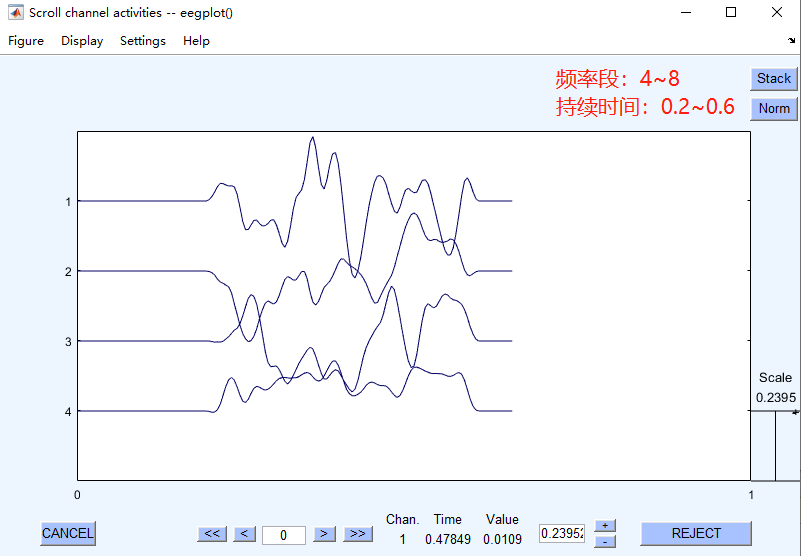 Scroll channel activities -- eegplot()
Figure Display Settings Help
频率段：4~8
持续时间：0.2~0.6
Stack
Norm
1
2
3
4
Scale
0.2395
0 1
Chan. Time Value
CANCEL << < 0 > >> 1 0.47849 0.0109 0.2395 + - REJECT